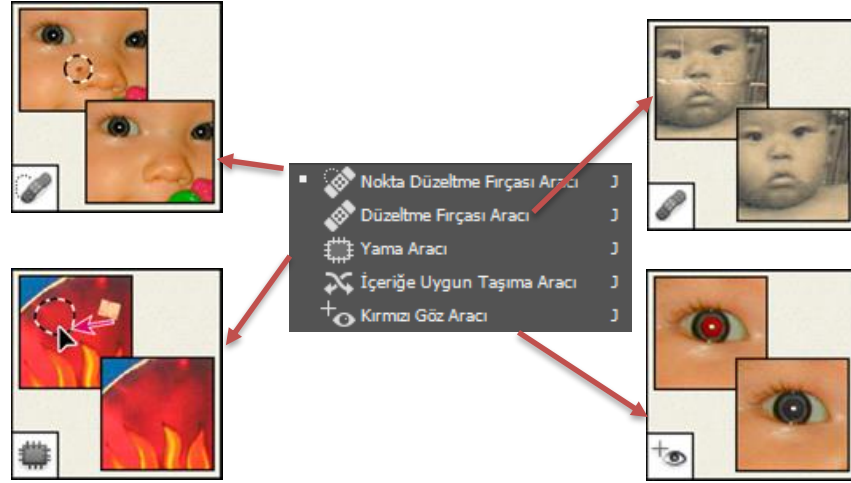 Nokta Düzeltme Fırçası Aracı J
Düzeltme Fırçası Aracı J
Yama Aracı J
İçeriğe Uygun Taşıma Aracı J
Kırmızı Göz Aracı J